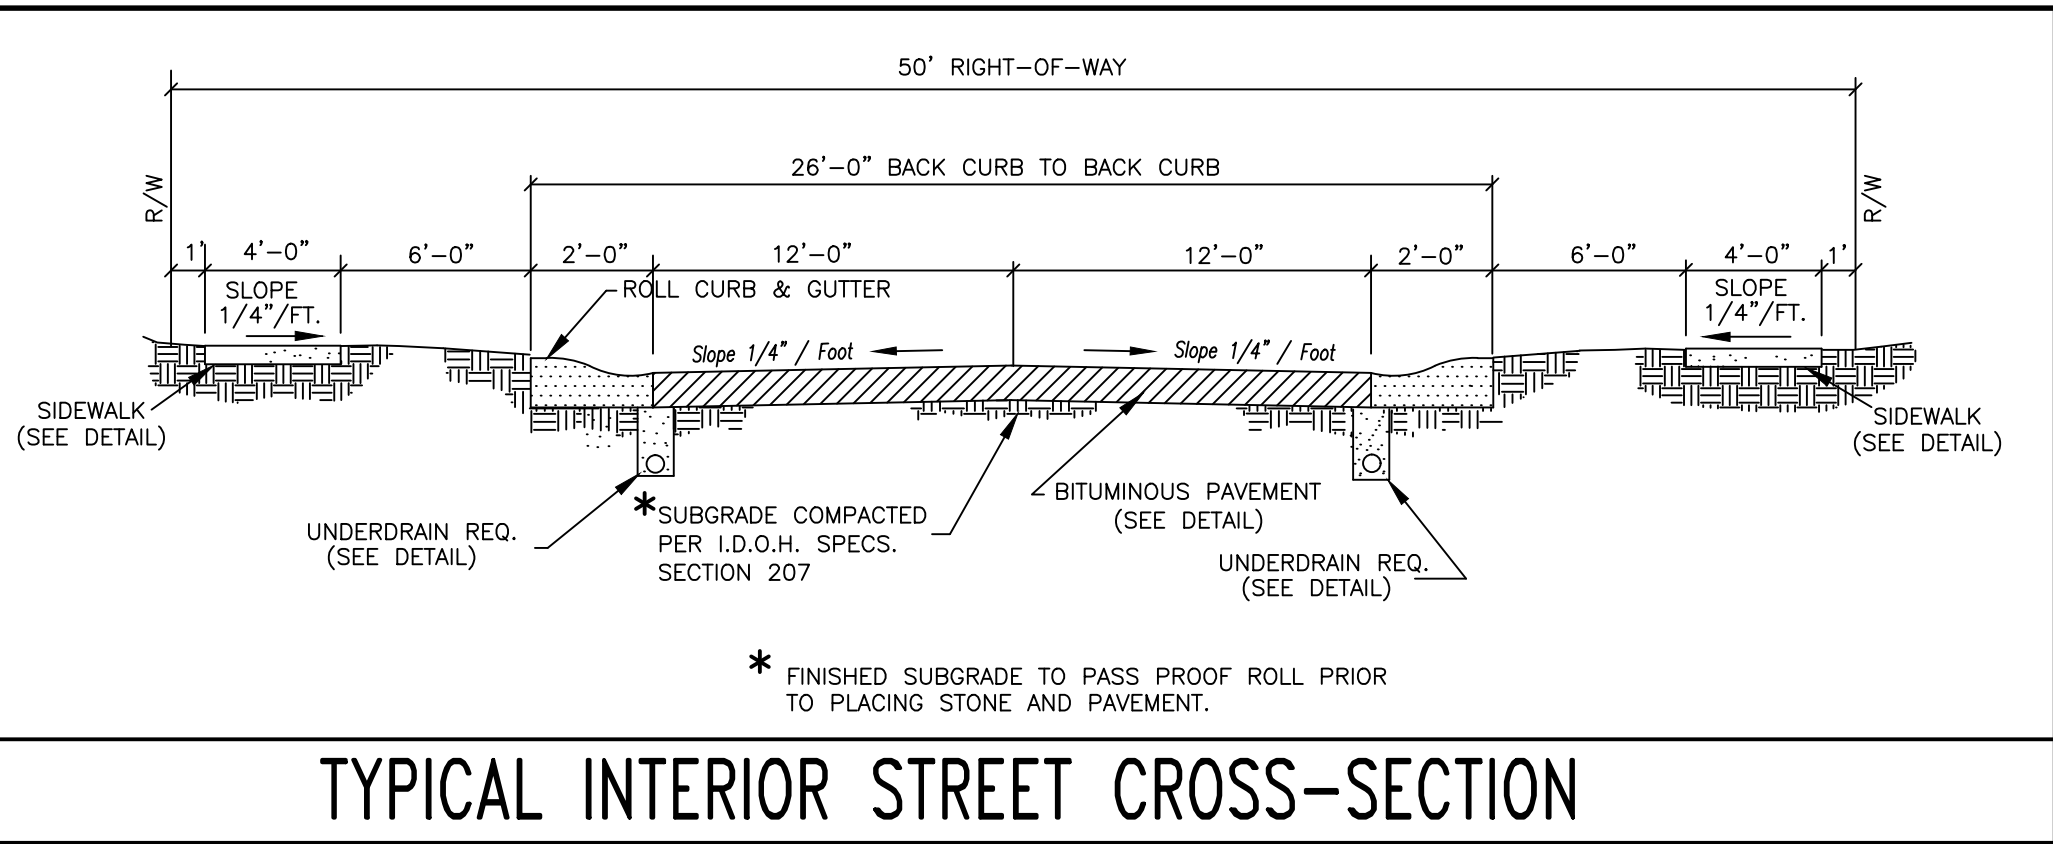 50' RIGHT-OF-WAY
26'-0" BACK CURB TO BACK CURB
R/W
R/W
1'
4'-0"
6'-0"
2'-0"
12'-0"
12'-0"
2'-0"
6'-0"
4'-0"
1'
SLOPE
1/4"/FT.
ROLL CURB & GUTTER
SLOPE
1/4"/FT.
Slope 1/4" / Foot
Slope 1/4" / Foot
SIDEWALK
(SEE DETAIL)
SIDEWALK
(SEE DETAIL)
UNDERDRAIN REQ.
(SEE DETAIL)
* SUBGRADE COMPACTED
PER I.D.O.H. SPECS.
SECTION 207
BITUMINOUS PAVEMENT
(SEE DETAIL)
UNDERDRAIN REQ.
(SEE DETAIL)
* FINISHED SUBGRADE TO PASS PROOF ROLL PRIOR
TO PLACING STONE AND PAVEMENT.
TYPICAL INTERIOR STREET CROSS-SECTION